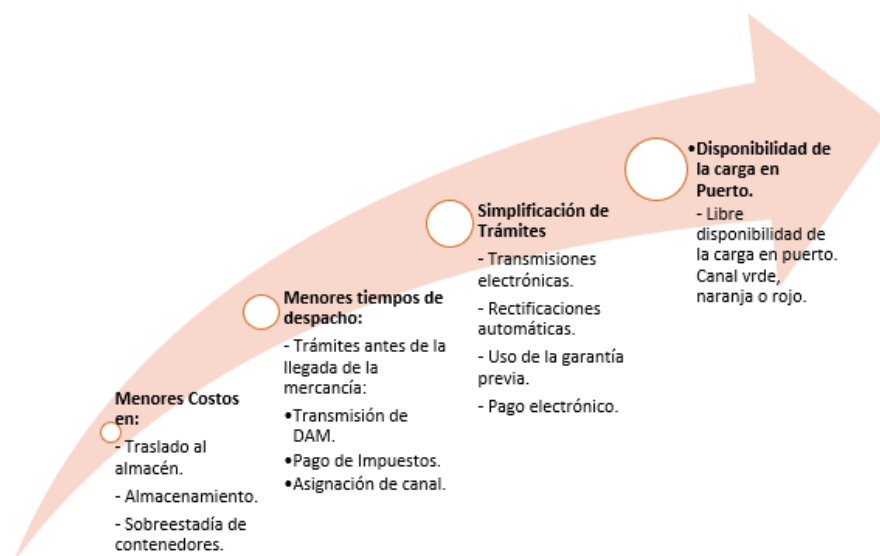 Menores Costos
en:
- Traslado al
almacén.
- Almacenamiento.
- Sobreestadía de
contenedores.
Menores tiempos de
despacho:
- Trámites antes de la
llegada de la
mercancía:
•Transmisión de
DAM.
•Pago de Impuestos.
•Asignación de canal.
Simplificación de
Trámites
- Transmisiones
electrónicas.
- Rectificaciones
automáticas.
- Uso de la garantía
previa.
- Pago electrónico.
•Disponibilidad de
la carga en
Puerto.
- Libre
disponibilidad de
la carga en puerto.
Canal vrde,
naranja o rojo.